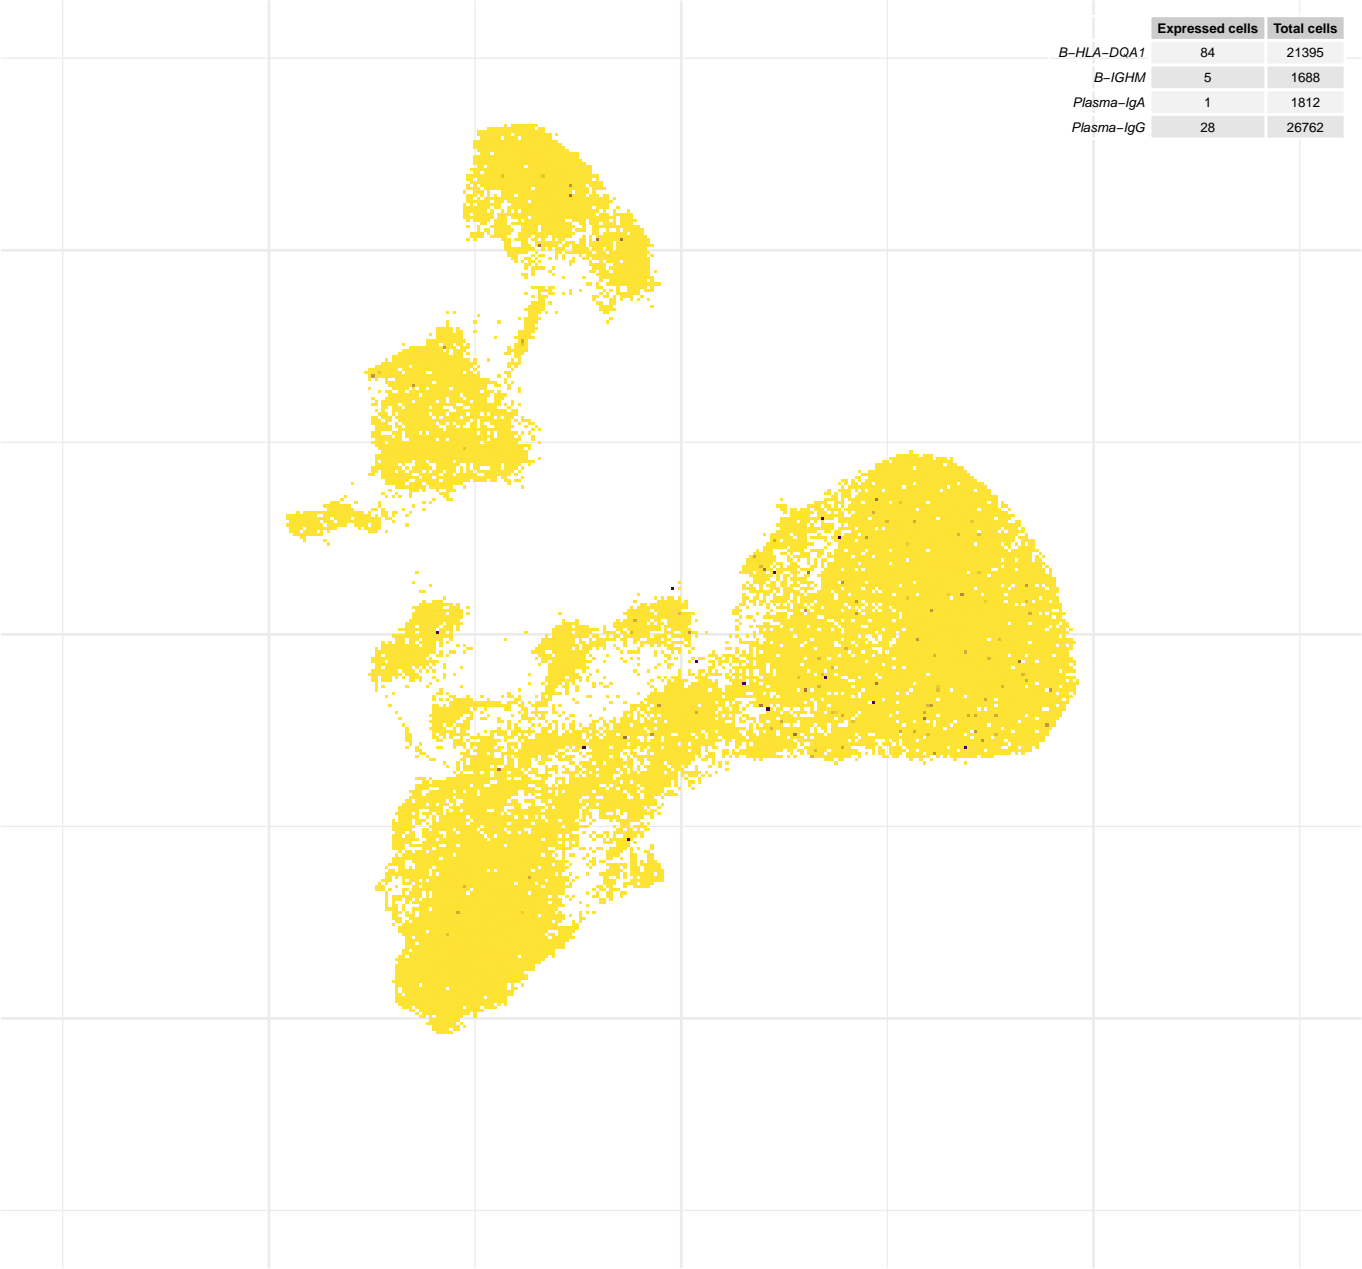 Expressed cells Total cells
B−HLA−DQA1 84 21395
B−IGHM 5 1688
Plasma−IgA 1 1812
Plasma−IgG 28 26762